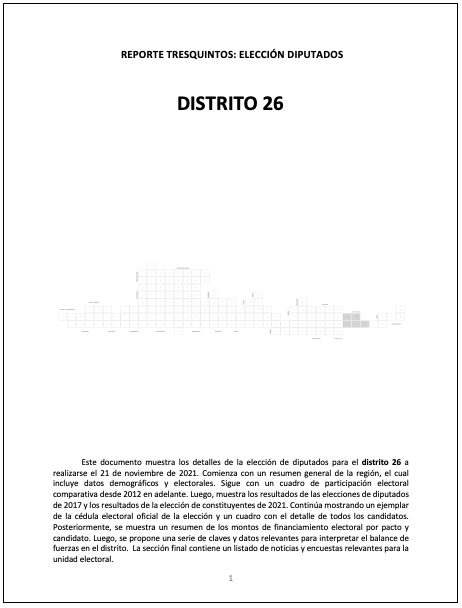 REPORTE TRESQUINTOS: ELECCIÓN DIPUTADOS
DISTRITO 26
Este documento muestra los detalles de la elección de diputados para el distrito 26 a
realizarse el 21 de noviembre de 2021. Comienza con un resumen general de la región, el cual
incluye datos demográficos y electorales. Sigue con un cuadro de participación electoral
comparativa desde 2012 en adelante. Luego, muestra los resultados de las elecciones de diputados
de 2017 y los resultados de la elección de constituyentes de 2021. Continúa mostrando un ejemplar
de la cédula electoral oficial de la elección y un cuadro con el detalle de todos los candidatos.
Posteriormente, se muestra un resumen de los montos de financiamiento electoral por pacto y
candidato. Luego, se propone una serie de claves y datos relevantes para interpretar el balance de
fuerzas en el distrito. La sección final contiene un listado de noticias y encuestas relevantes para la
unidad electoral.
1